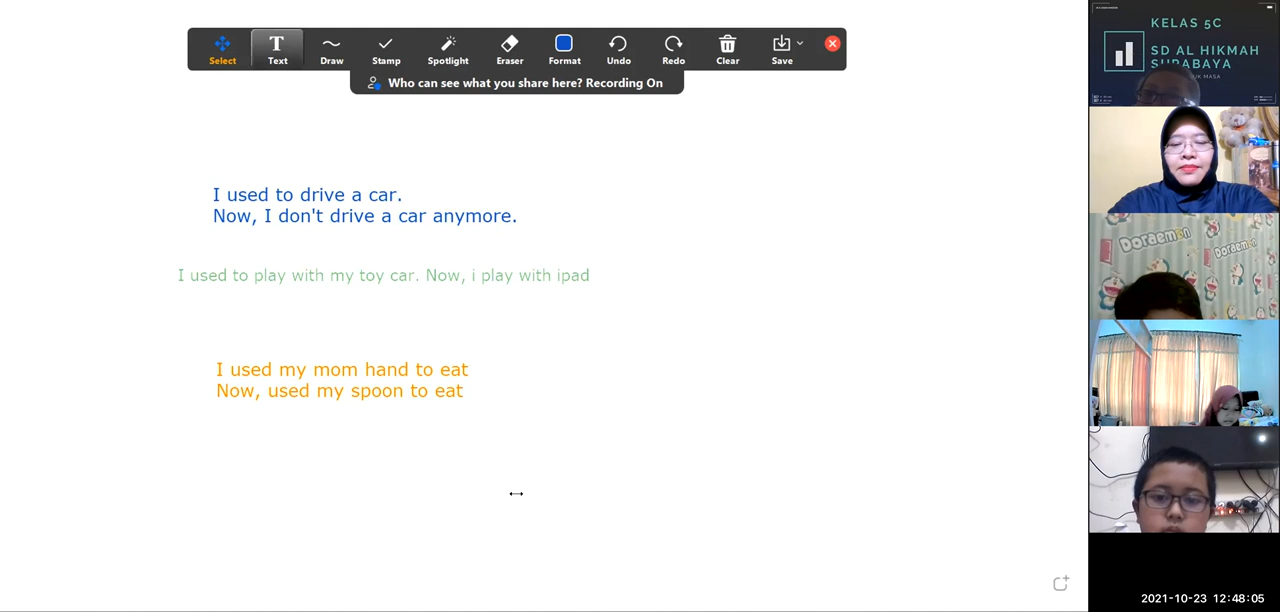 Select Text Draw Stamp Spotlight Eraser Format Undo Redo Clear Save
Who can see what you share here? Recording On
I used to drive a car.
Now, I don't drive a car anymore.
I used to play with my toy car. Now, i play with ipad
I used my mom hand to eat
Now, used my spoon to eat
KELAS 5C
SD AL HIKMAH
SURABAYA
Doraemon
Doraemon
2021-10-23 12:48:05